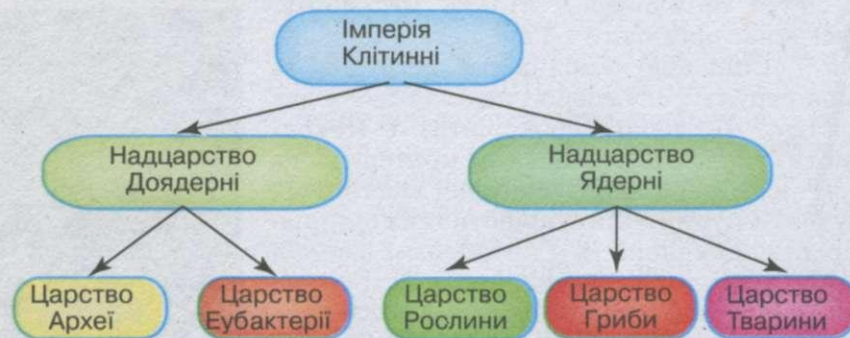 Імперія
Клітинні
Надцарство
Доядерні
Надцарство
Ядерні
Царство
Археї
Царство
Еубактерії
Царство
Рослини
Царство
Гриби
Царство
Тварини